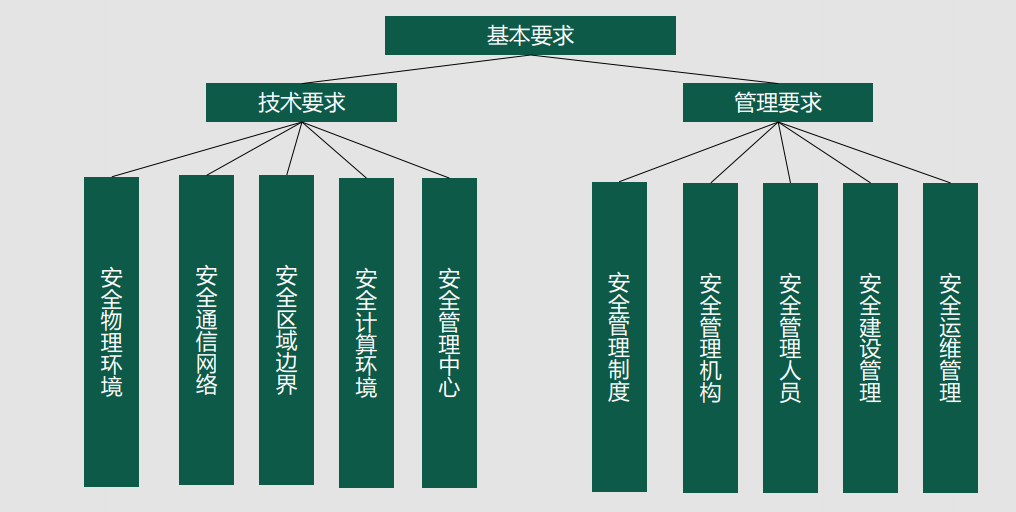 基本要求
技术要求
管理要求
安全物理环境
安全通信网络
安全区域边界
安全计算环境
安全管理中心
安全管理制度
安全管理机构
安全管理人员
安全建设管理
安全运维管理